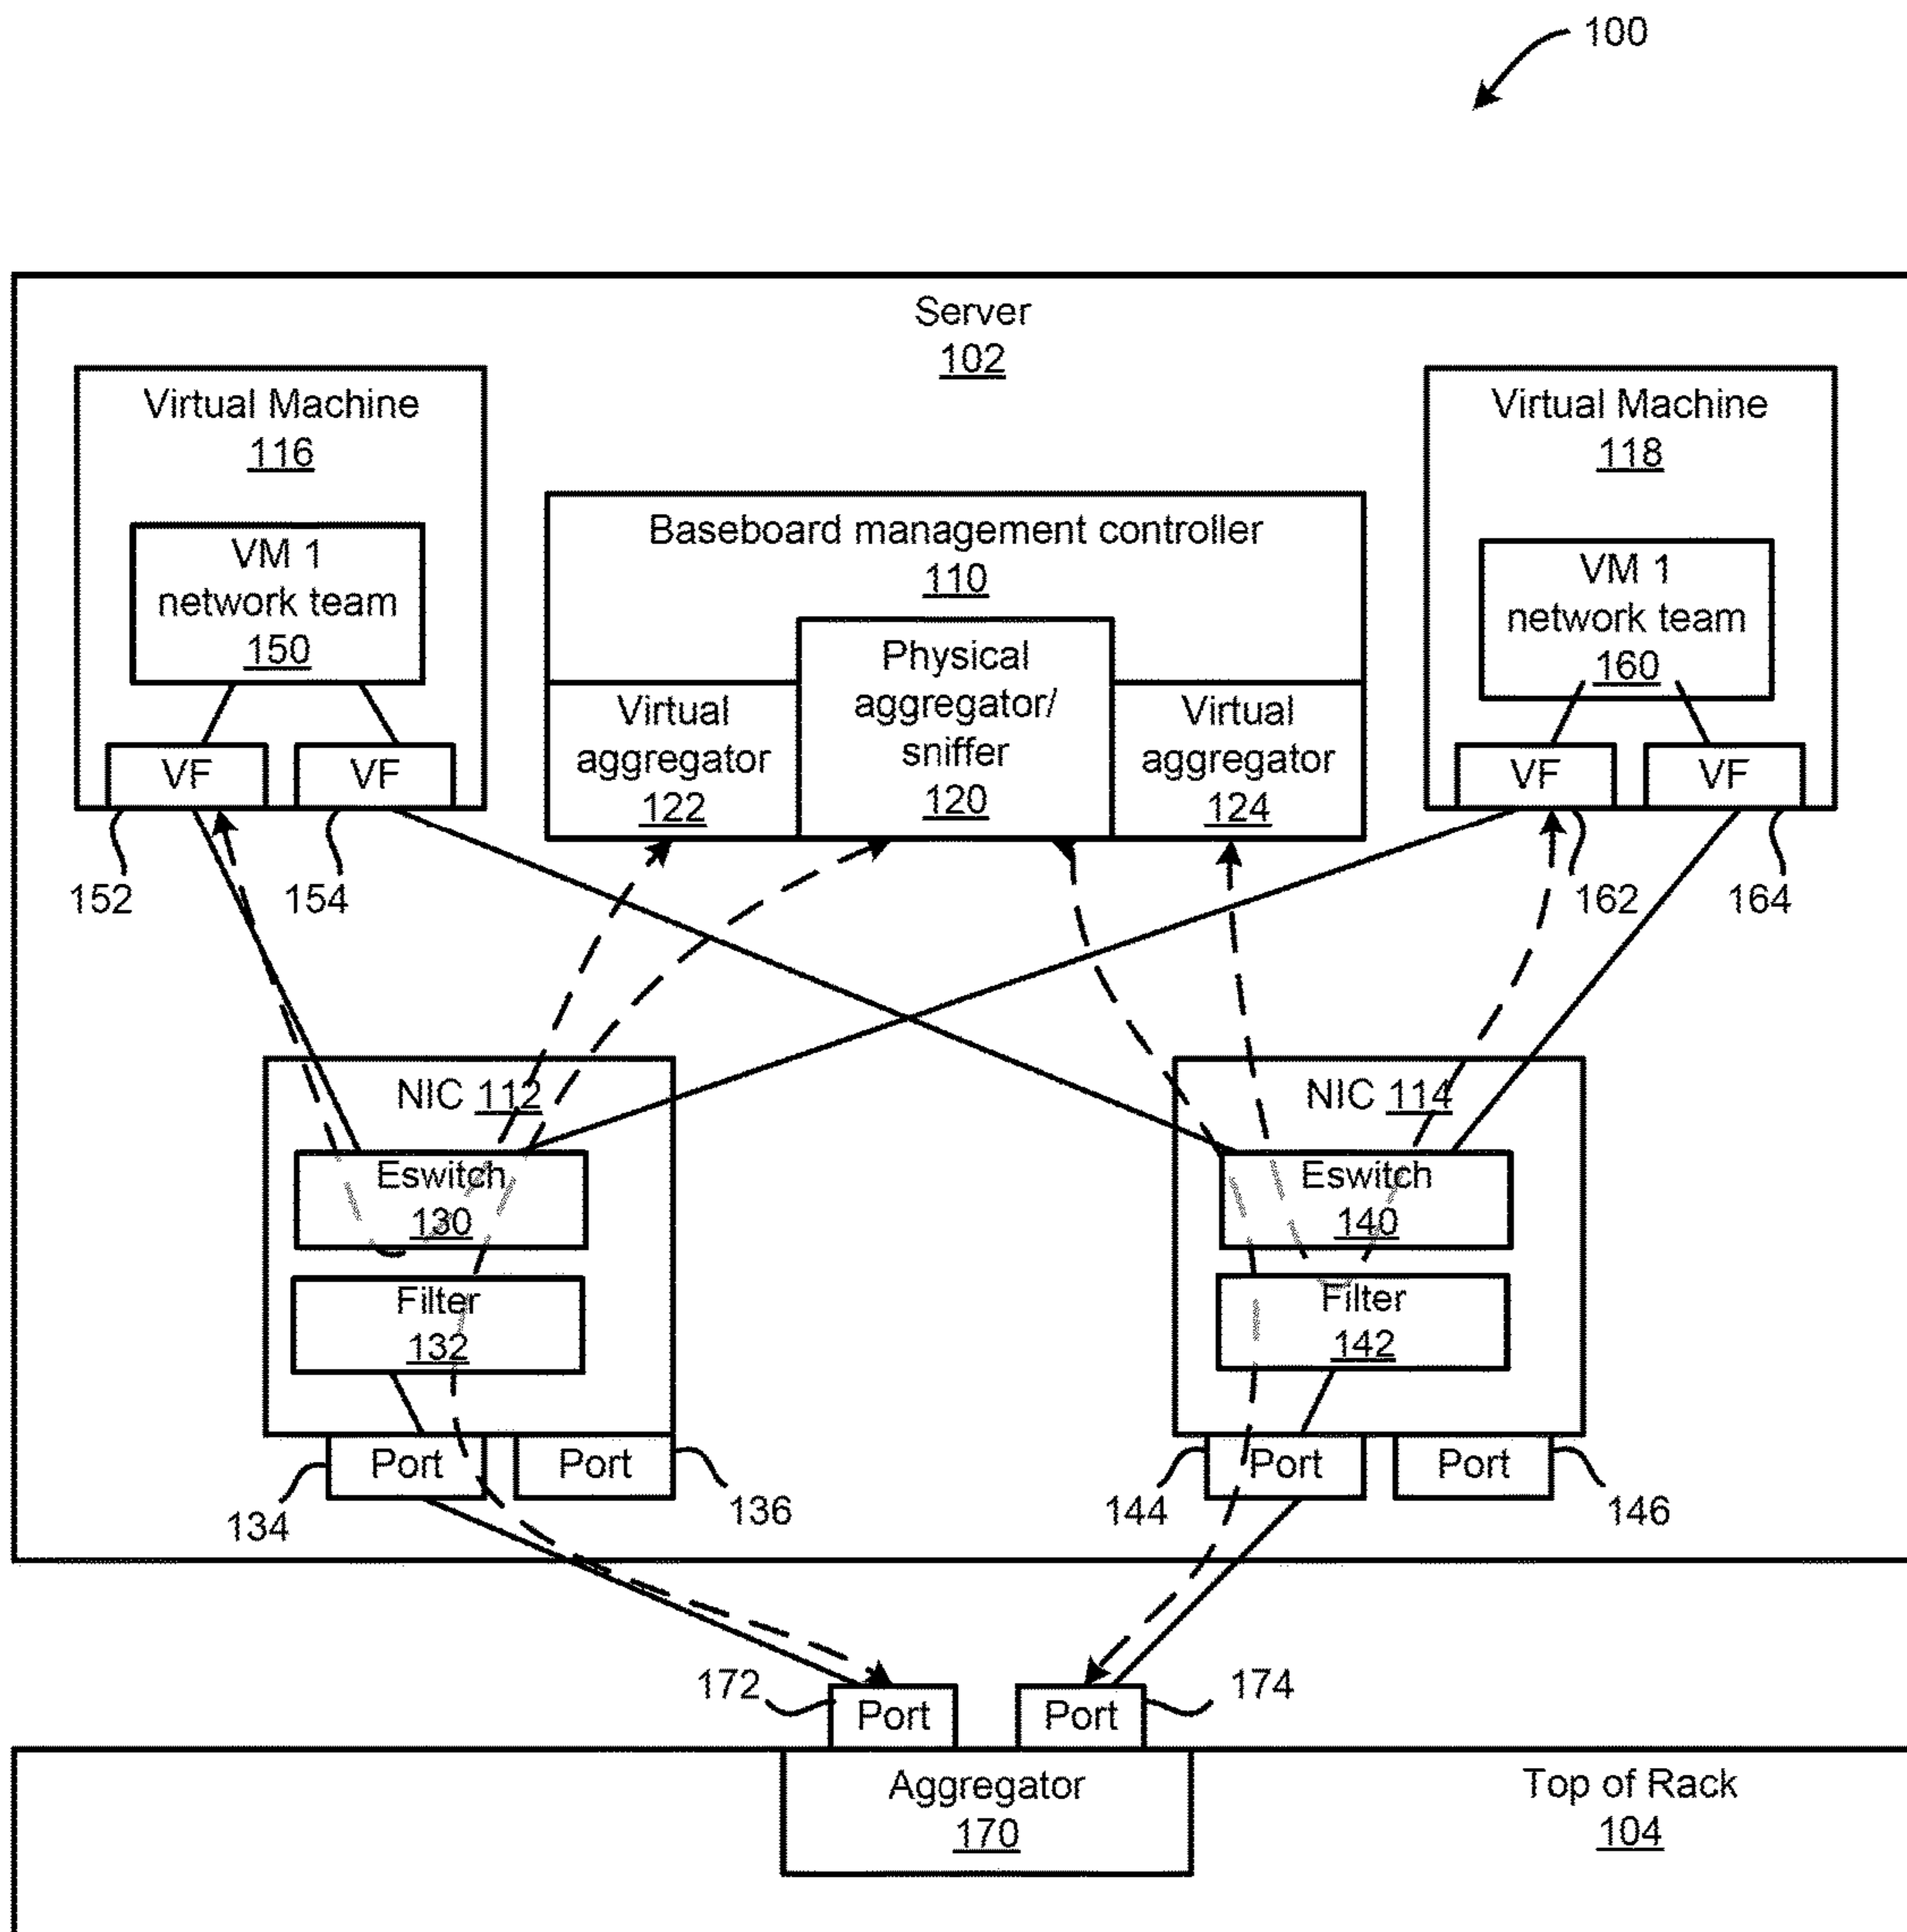 100
Server
102
Virtual Machine
116
VM 1
network team
150
VF
VF
152
154
Baseboard management controller
110
Virtual
aggregator
122
Physical
aggregator/
sniffer
120
Virtual
aggregator
124
Virtual Machine
118
VM 1
network team
160
VF
VF
162
164
NIC 112
Eswitch
130
Filter
132
Port
Port
134
136
NIC 114
Eswitch
140
Filter
142
Port
Port
144
146
172
Port
Port
174
Aggregator
170
Top of Rack
104